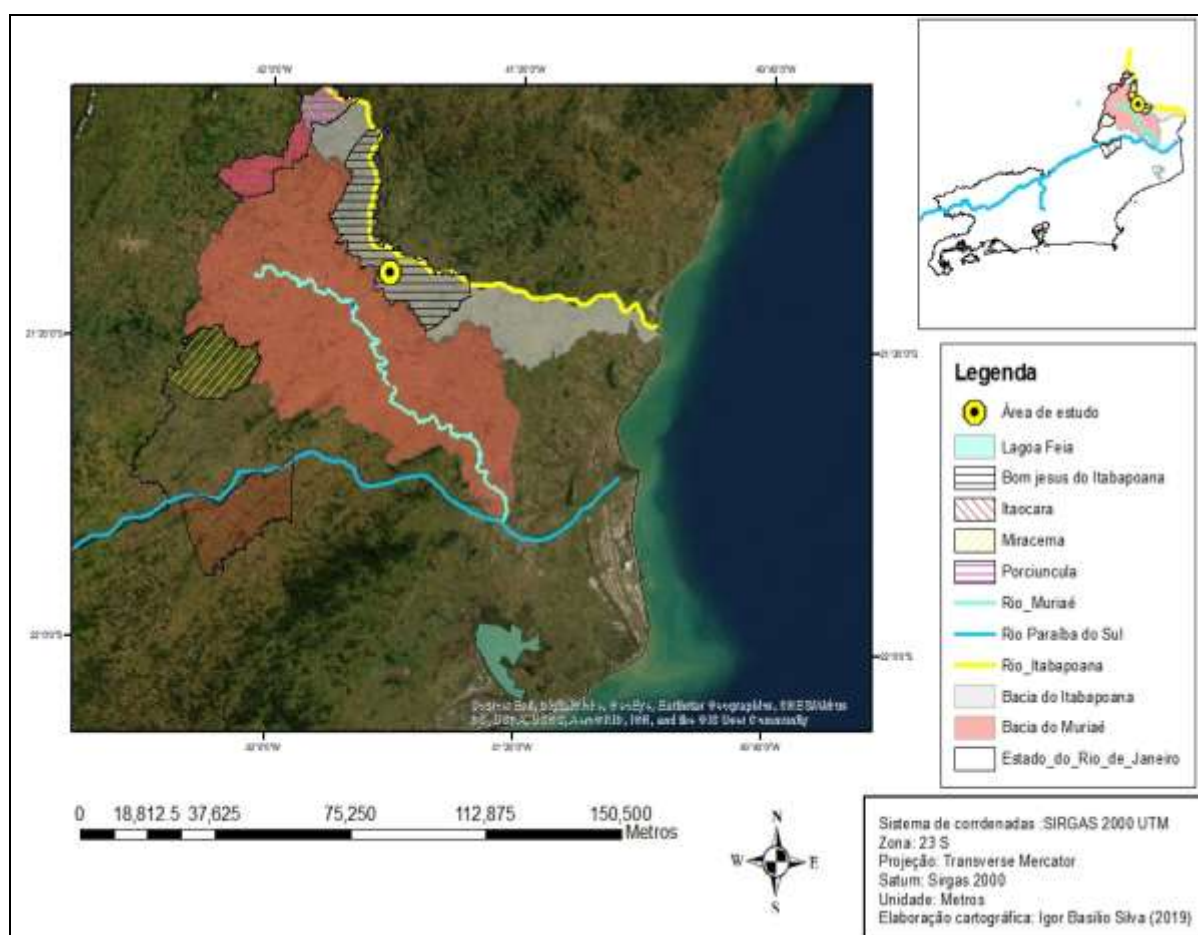 Legenda
Área de estudo
Lagoa Feia
Bom jesus do Itabapoana
Itaocara
Miracema
Porciuncula
Rio_Muriaé
Rio Paraíba do Sul
Rio_Itabapoana
Bacia do Itabapoana
Bacia do Muriaé
Estado_do_Rio_de_Janeiro
0 18,812.5 37,625 75,250 112,875 150,500
Metros
N
W E
S
Sistema de corrdenadas :SIRGAS 2000 UTM
Zona: 23 S
Projeção: Transverse Mercator
Satum: Sirgas 2000
Unidade: Metros
Elaboração cartográfica: Igor Basilio Silva (2019)